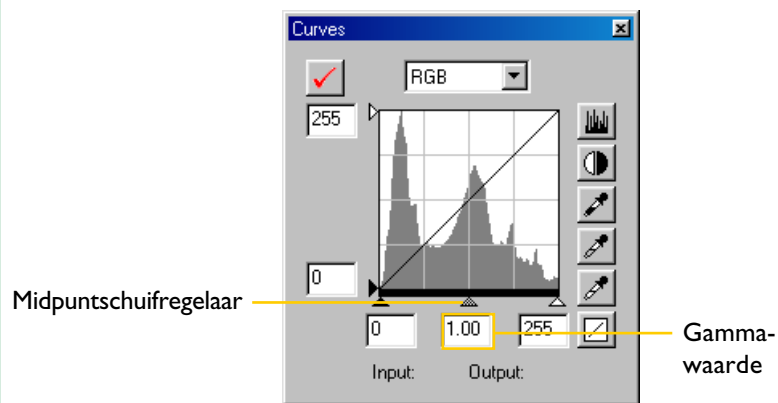 Curves
RGB
255
0
Midpuntschuifregelaar
0 1.00 255
Gamma-
waarde
Input: Output: